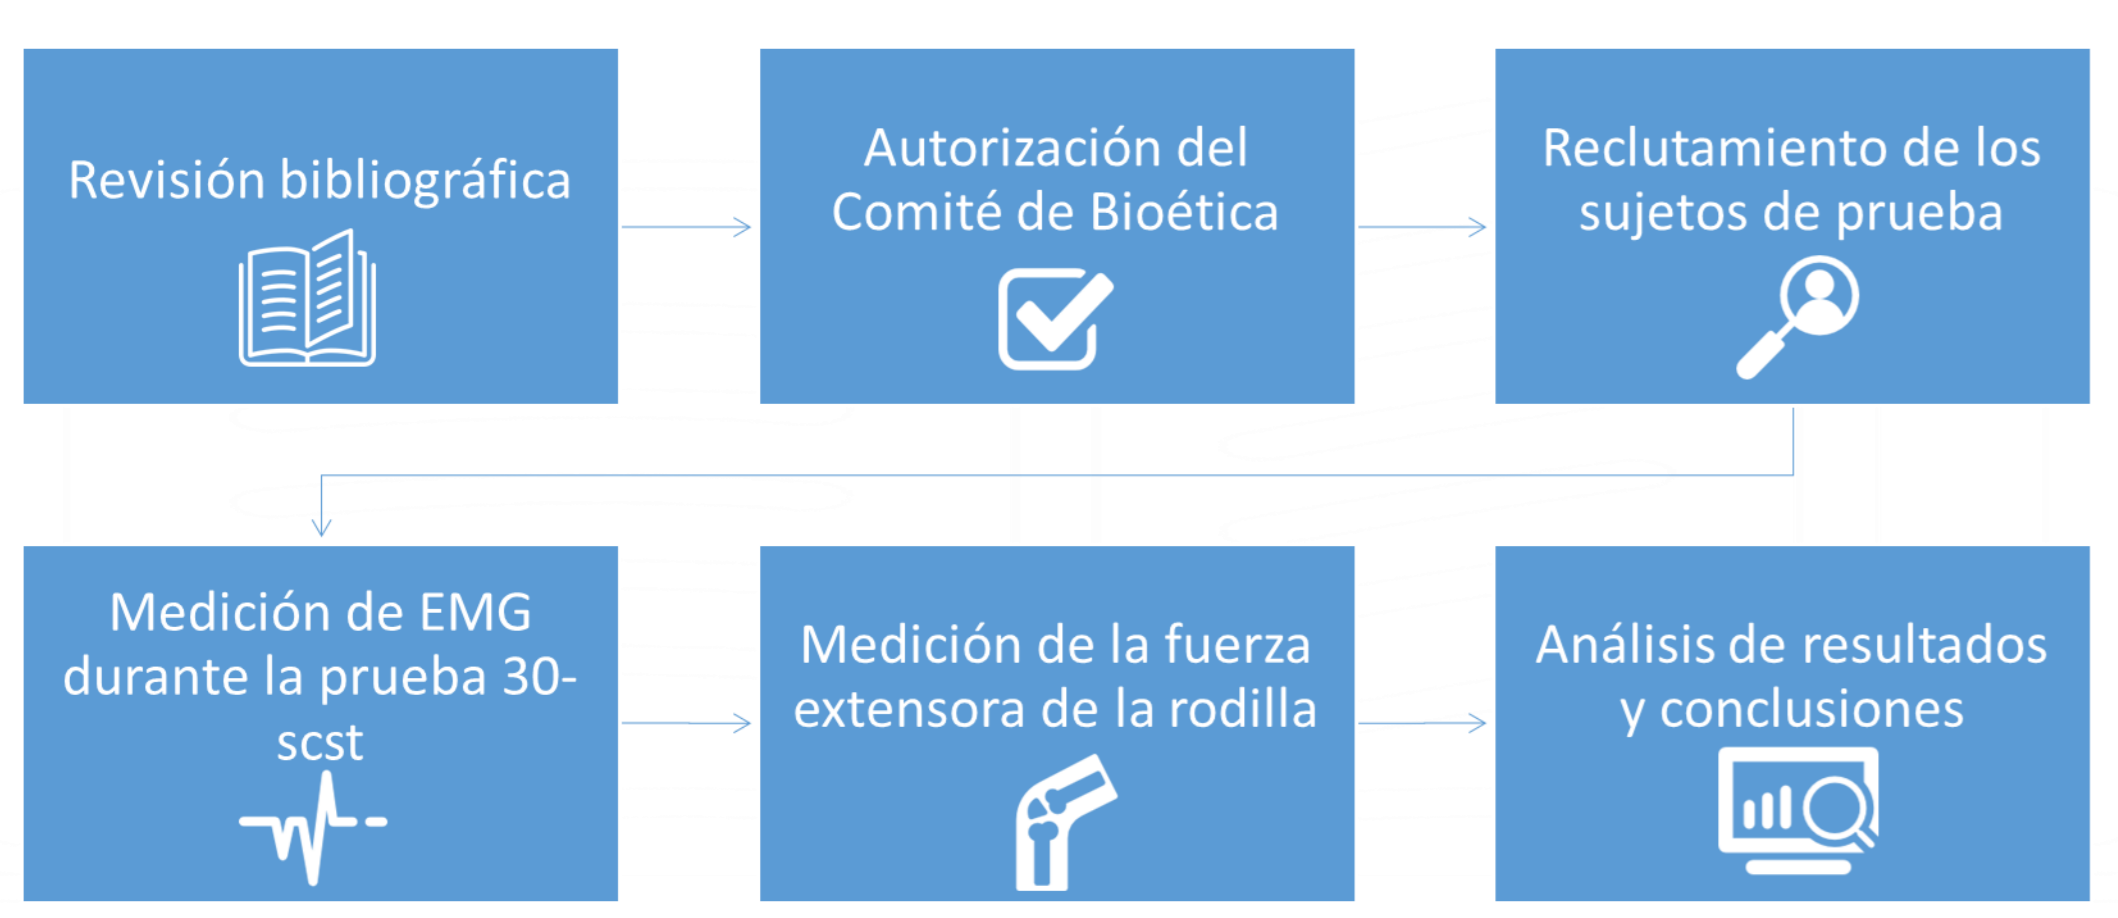 Revisión bibliográfica
Autorización del
Comité de Bioética
Reclutamiento de los
sujetos de prueba
Medición de EMG
durante la prueba 30-
scst
Medición de la fuerza
extensora de la rodilla
Análisis de resultados
y conclusiones